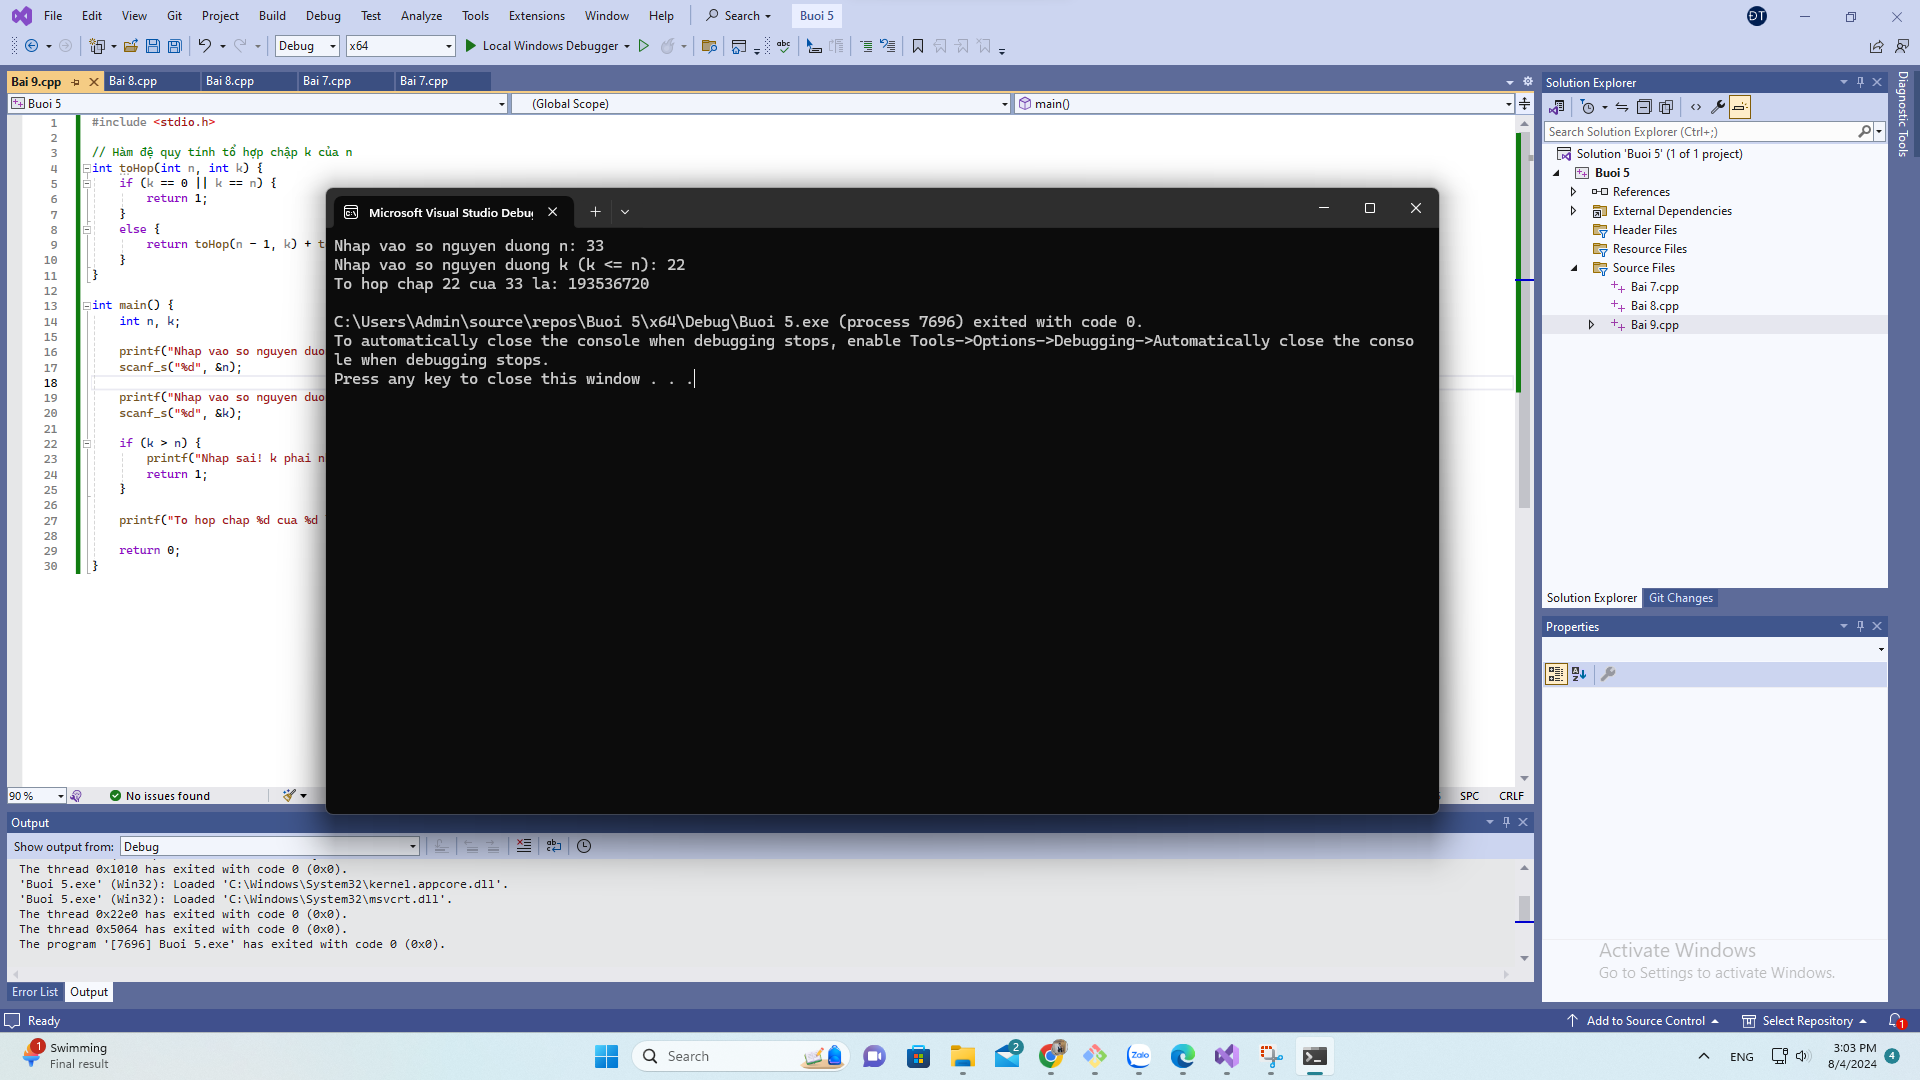 File Edit View Git Project Build Debug Test Analyze Tools Extensions Window Help Search Buoi 5 ĐT
Debug x64 Local Windows Debugger
Bai 9.cpp Bai 8.cpp Bai 8.cpp Bai 7.cpp Bai 7.cpp
Buoi 5 (Global Scope) main()
1 #include <stdio.h>
2
3 // Hàm đệ quy tính tổ hợp chập k của n
4 int toHop(int n, int k) {
5 if (k == 0 || k == n) {
6 return 1;
7 }
8 else {
9 return toHop(n - 1, k) + t
10 }
11 }
12
13 int main() {
14 int n, k;
15
16 printf("Nhap vao so nguyen duo
17 scanf_s("%d", &n);
18
19 printf("Nhap vao so nguyen duo
20 scanf_s("%d", &k);
21
22 if (k > n) {
23 printf("Nhap sai! k phai n
24 return 1;
25 }
26
27 printf("To hop chap %d cua %d
28
29 return 0;
30 }
Microsoft Visual Studio Debu
Nhap vao so nguyen duong n: 33
Nhap vao so nguyen duong k (k <= n): 22
To hop chap 22 cua 33 la: 193536720
C:\Users\Admin\source\repos\Buoi 5\x64\Debug\Buoi 5.exe (process 7696) exited with code 0.
To automatically close the console when debugging stops, enable Tools->Options->Debugging->Automatically close the conso
le when debugging stops.
Press any key to close this window . . .
90 % No issues found SPC CRLF
Output
Show output from: Debug
The thread 0x1010 has exited with code 0 (0x0).
'Buoi 5.exe' (Win32): Loaded 'C:\Windows\System32\kernel.appcore.dll'.
'Buoi 5.exe' (Win32): Loaded 'C:\Windows\System32\msvcrt.dll'.
The thread 0x22e0 has exited with code 0 (0x0).
The thread 0x5064 has exited with code 0 (0x0).
The program '[7696] Buoi 5.exe' has exited with code 0 (0x0).
Error List Output
Solution Explorer
Search Solution Explorer (Ctrl+;)
Solution 'Buoi 5' (1 of 1 project)
Buoi 5
References
External Dependencies
Header Files
Resource Files
Source Files
Bai 7.cpp
Bai 8.cpp
Bai 9.cpp
Solution Explorer Git Changes
Properties
Diagnostic Tools
Activate Windows
Go to Settings to activate Windows.
Ready Add to Source Control Select Repository 1
1 Swimming
Final result
Search
2
Zalo
ENG
3:03 PM
8/4/2024
4